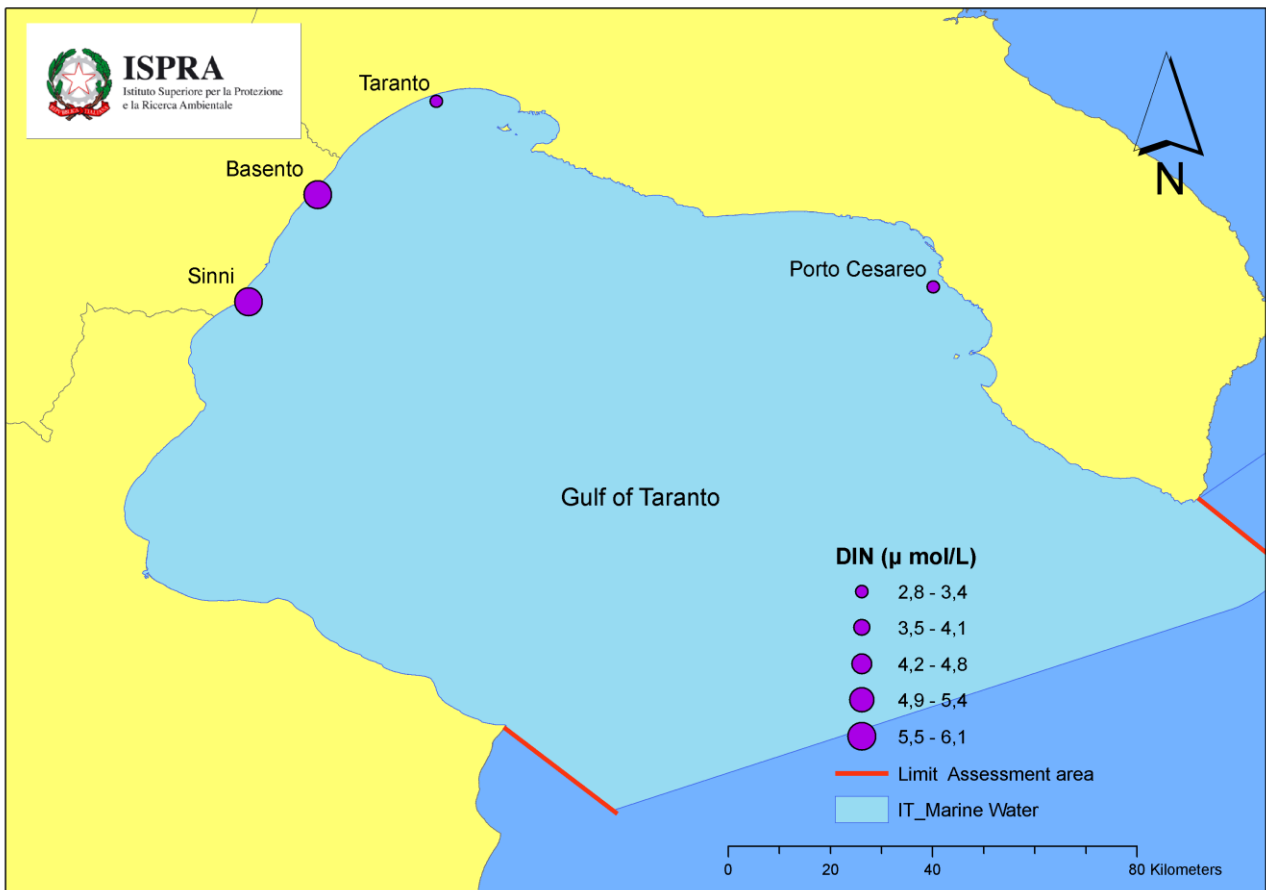 ISPRA
Istituto Superiore per la Protezione
e la Ricerca Ambientale
Taranto
Basento
Sinni
Porto Cesareo
N
Gulf of Taranto
DIN (µ mol/L)
2,8 - 3,4
3,5 - 4,1
4,2 - 4,8
4,9 - 5,4
5,5 - 6,1
Limit Assessment area
IT_Marine Water
0 20 40 80 Kilometers